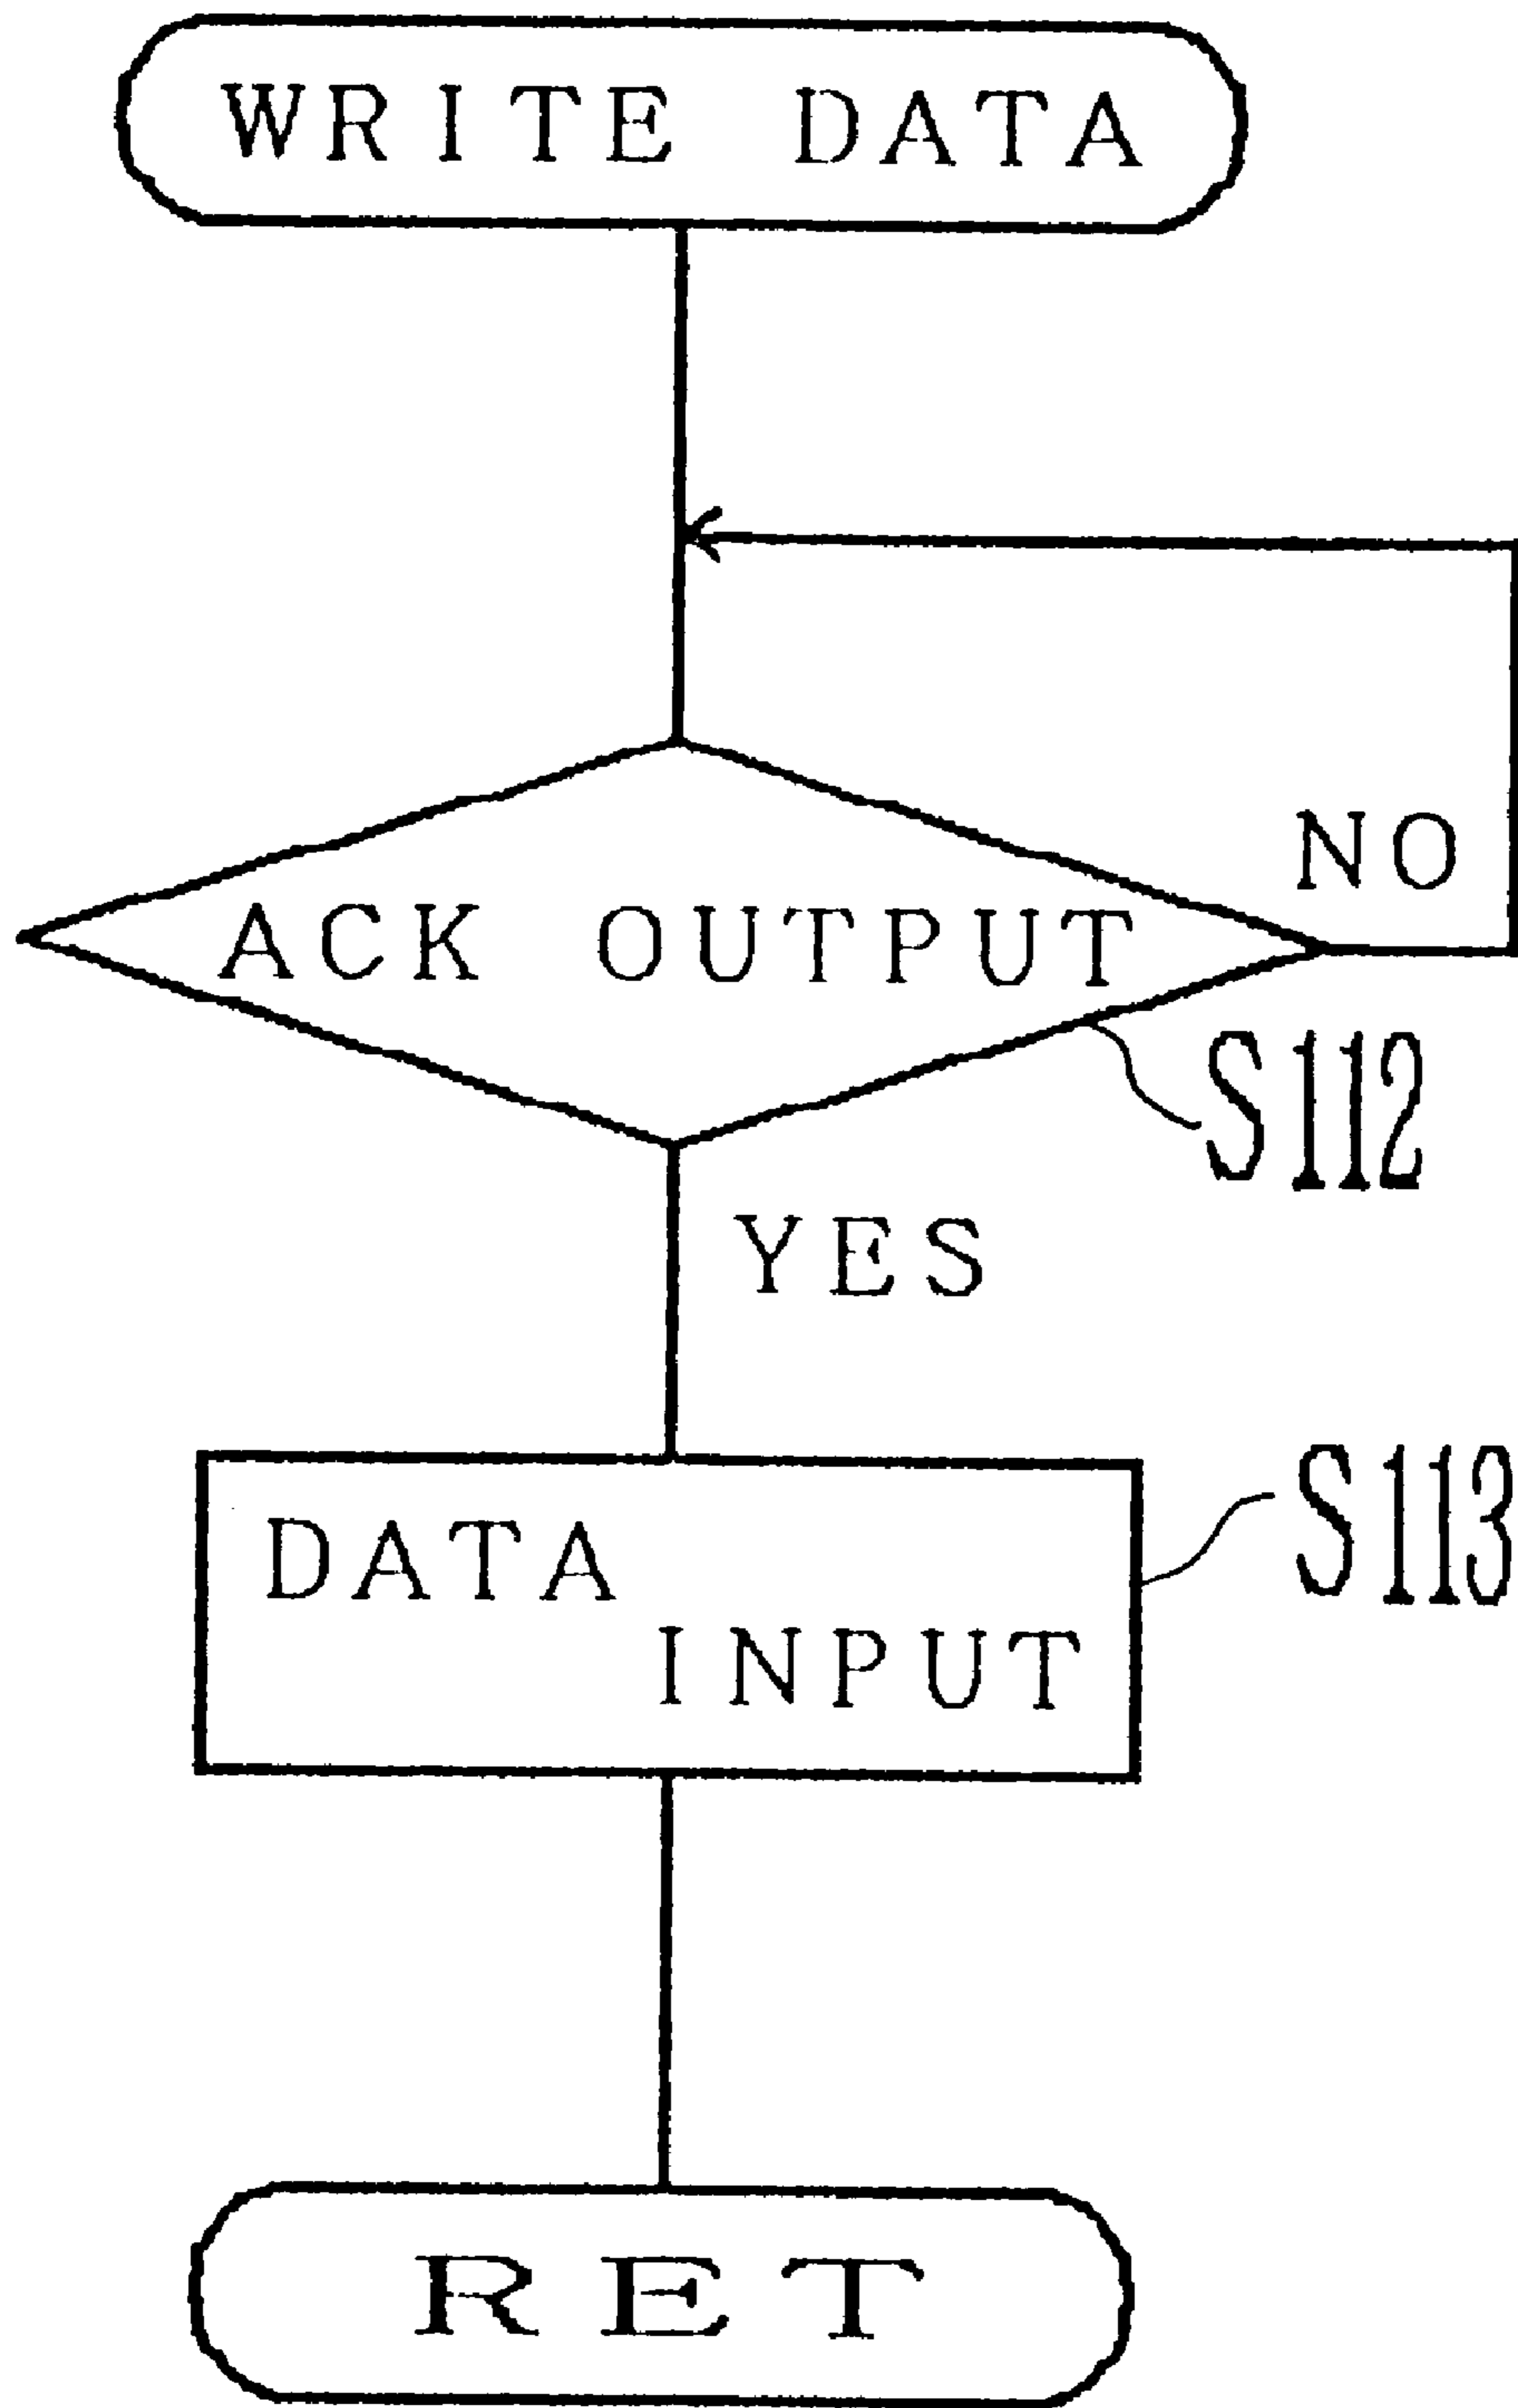 WRITE DATA
NO
ACK OUTPUT
S112
YES
DATA
INPUT
S113
RET